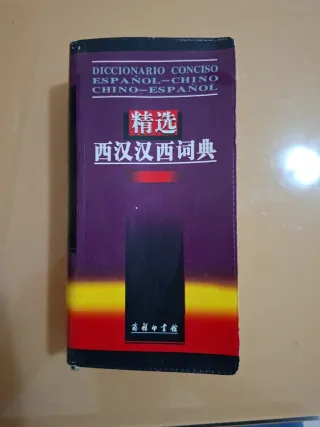 DICCIONARIO CONCISO
ESPAÑOL—CHINO
CHINO—ESPAÑOL
精选
西汉汉西词典
商务印书馆